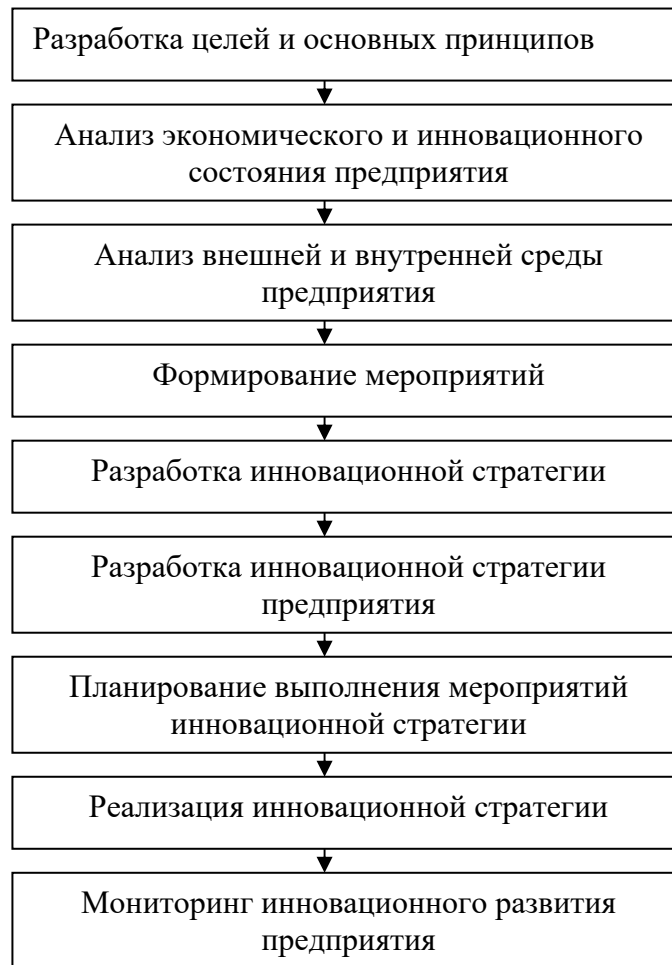 Разработка целей и основных принципов
Анализ экономического и инновационного
состояния предприятия
Анализ внешней и внутренней среды
предприятия
Формирование мероприятий
Разработка инновационной стратегии
Разработка инновационной стратегии
предприятия
Планирование выполнения мероприятий
инновационной стратегии
Реализация инновационной стратегии
Мониторинг инновационного развития
предприятия